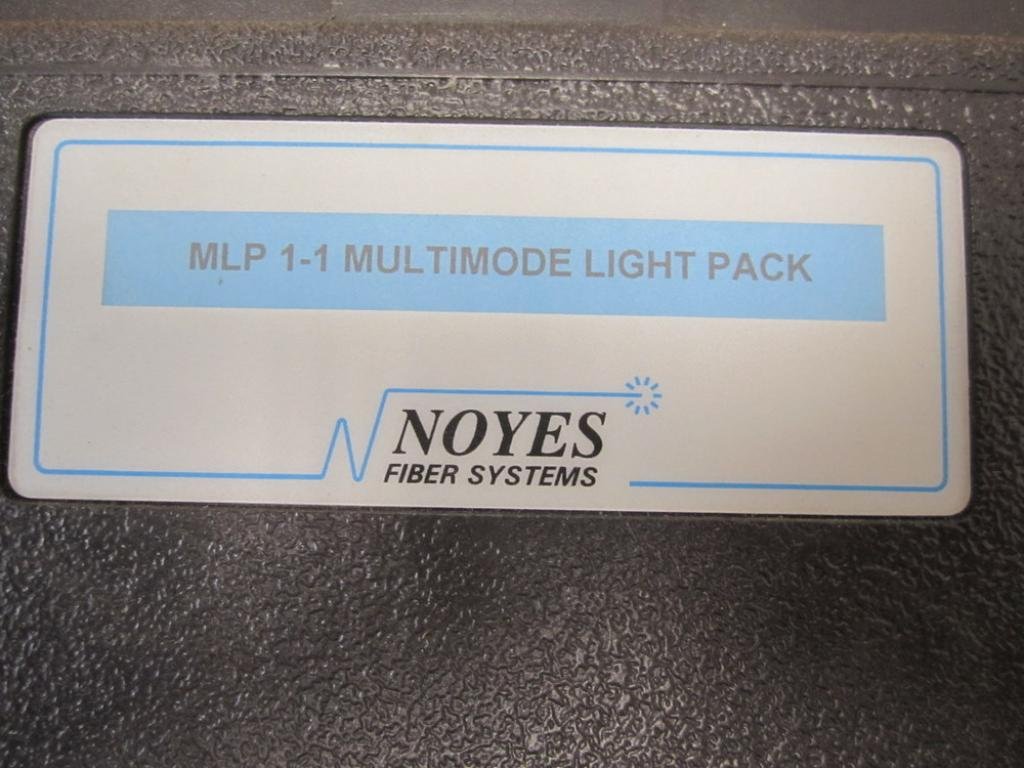 MLP 1-1 MULTIMODE LIGHT PACK
NOYES
FIBER SYSTEMS